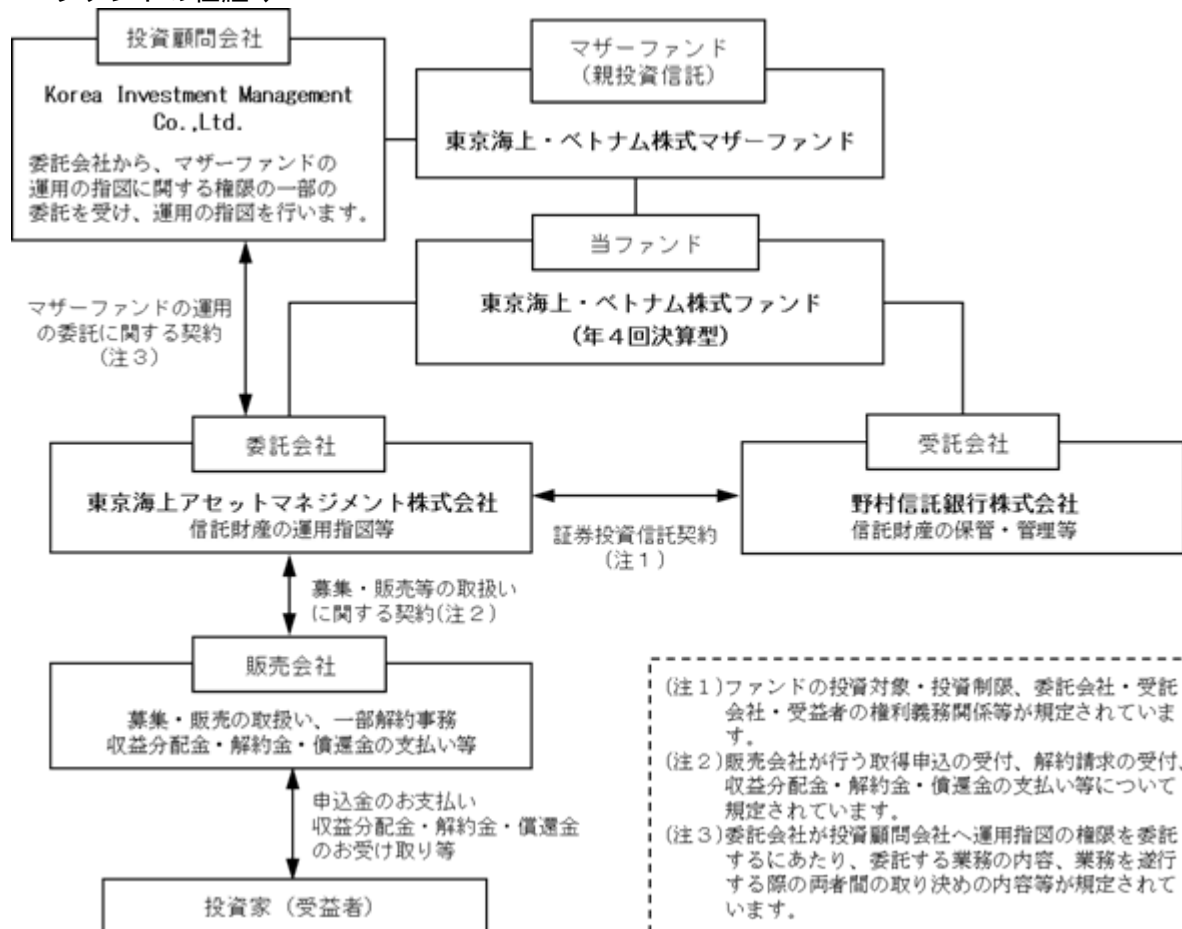 投資顧問会社
Korea Investment Management
Co.,Ltd.
委託会社から、マザーファンドの
運用の指図に関する権限の一部の
委託を受け、運用の指図を行います。
マザーファンド
(親投資信託)
東京海上・ベトナム株式マザーファンド
当ファンド
東京海上・ベトナム株式ファンド
(年4回決算型)
マザーファンドの運用
の委託に関する契約
(注3)
委託会社
東京海上アセットマネジメント株式会社
信託財産の運用指図等
証券投資信託契約
(注1)
受託会社
野村信託銀行株式会社
信託財産の保管・管理等
募集・販売等の取扱い
に関する契約(注2)
販売会社
募集・販売の取扱い、一部解約事務
収益分配金・解約金・償還金の支払い等
申込金のお支払い
収益分配金・解約金・償還金
のお受け取り等
投資家(受益者)
(注1)ファンドの投資対象・投資制限、委託会社・受託
会社・受益者の権利義務関係等が規定されていま
す。
(注2)販売会社が行う取得申込の受付、解約請求の受付、
収益分配金・解約金・償還金の支払い等について
規定されています。
(注3)委託会社が投資顧問会社へ運用指図の権限を委託
するにあたり、委託する業務の内容、業務を遂行
する際の両者間の取り決めの内容等が規定されて
います。